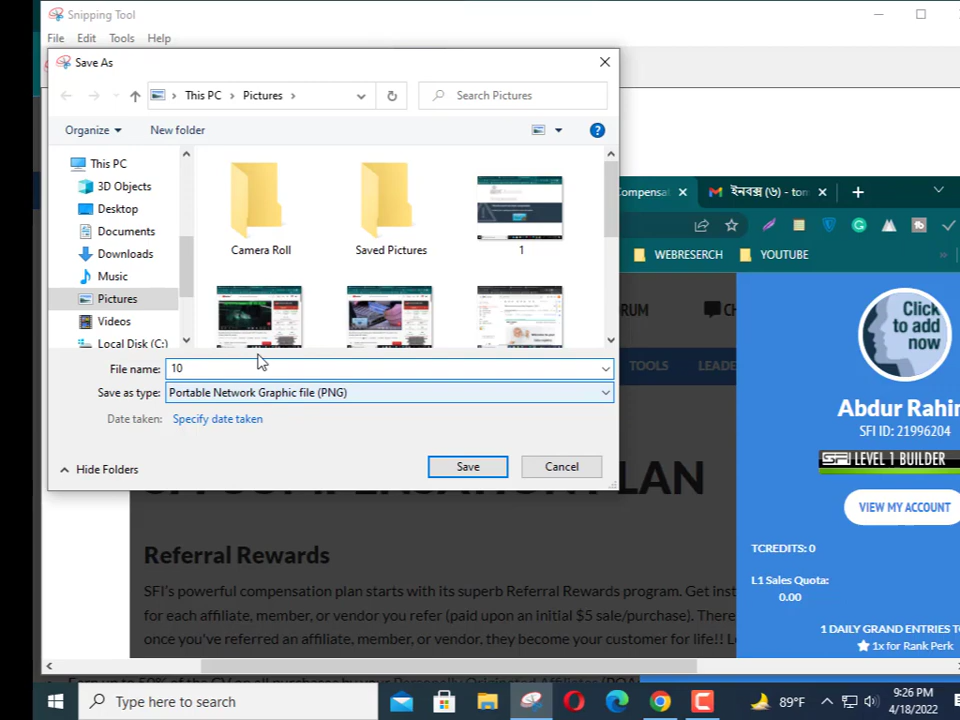 Snipping Tool
File Edit Tools Help
Save As
This PC Pictures
Search Pictures
Organize New folder
This PC
3D Objects
Desktop
Documents
Downloads
Music
Pictures
Videos
Local Disk (C:)
Camera Roll
Saved Pictures
1
File name: 10
Save as type: Portable Network Graphic file (PNG)
Date taken: Specify date taken
Hide Folders
Save
Cancel
ইনবক্স (৬) - tom
WEBRESERCH
YOUTUBE
TOOLS
LEADE
PLAN
Referral Rewards
SFI's powerful compensation plan starts with its superb Referral Rewards program. Get inst
for each affiliate, member, or vendor you refer (paid upon an initial $5 sale/purchase). There
once you've referred an affiliate, member, or vendor, they become your customer for life!! L
Click
to add
now
Abdur Rahi
SFI ID: 21996204
SFI LEVEL 1 BUILDER
VIEW MY ACCOUNT
TCREDITS: 0
L1 Sales Quota:
0.00
1 DAILY GRAND ENTRIES TO
1x for Rank Perk
Type here to search
89°F
9:26 PM
4/18/2022